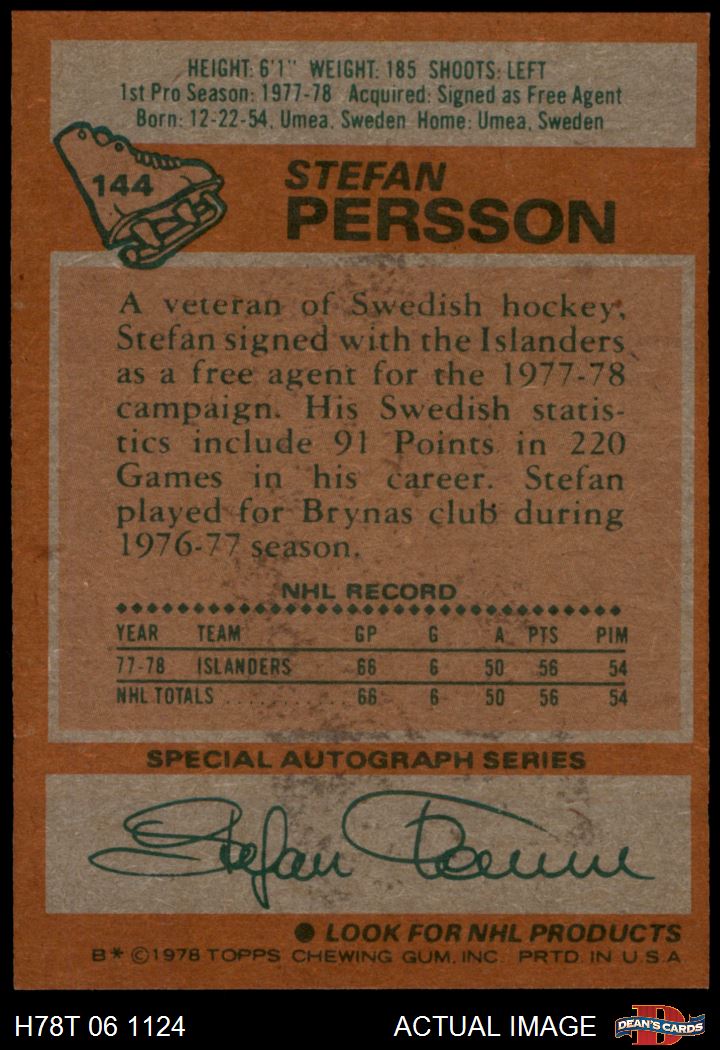 HEIGHT: 6'1" WEIGHT: 185 SHOOTS: LEFT
1st Pro Season: 1977-78 Acquired: Signed as Free Agent
Born: 12-22-54, Umea, Sweden Home: Umea, Sweden
144
STEFAN
PERSSON
A veteran of Swedish hockey,
Stefan signed with the Islanders
as a free agent for the 1977-78
campaign. His Swedish statis-
tics include 91 Points in 220
Games in his career. Stefan
played for Brynas club during
1976-77 season.
NHL RECORD
YEAR TEAM GP G A PTS PIM
77-78 ISLANDERS 66 6 50 56 54
NHL TOTALS . . . . . . . . . . . 66 6 50 56 54
SPECIAL AUTOGRAPH SERIES
Stefan Persson
● LOOK FOR NHL PRODUCTS
B* ©1978 TOPPS CHEWING GUM, INC. PRTD. IN U.S.A
H78T 06 1124 ACTUAL IMAGE DEAN'S CARDS